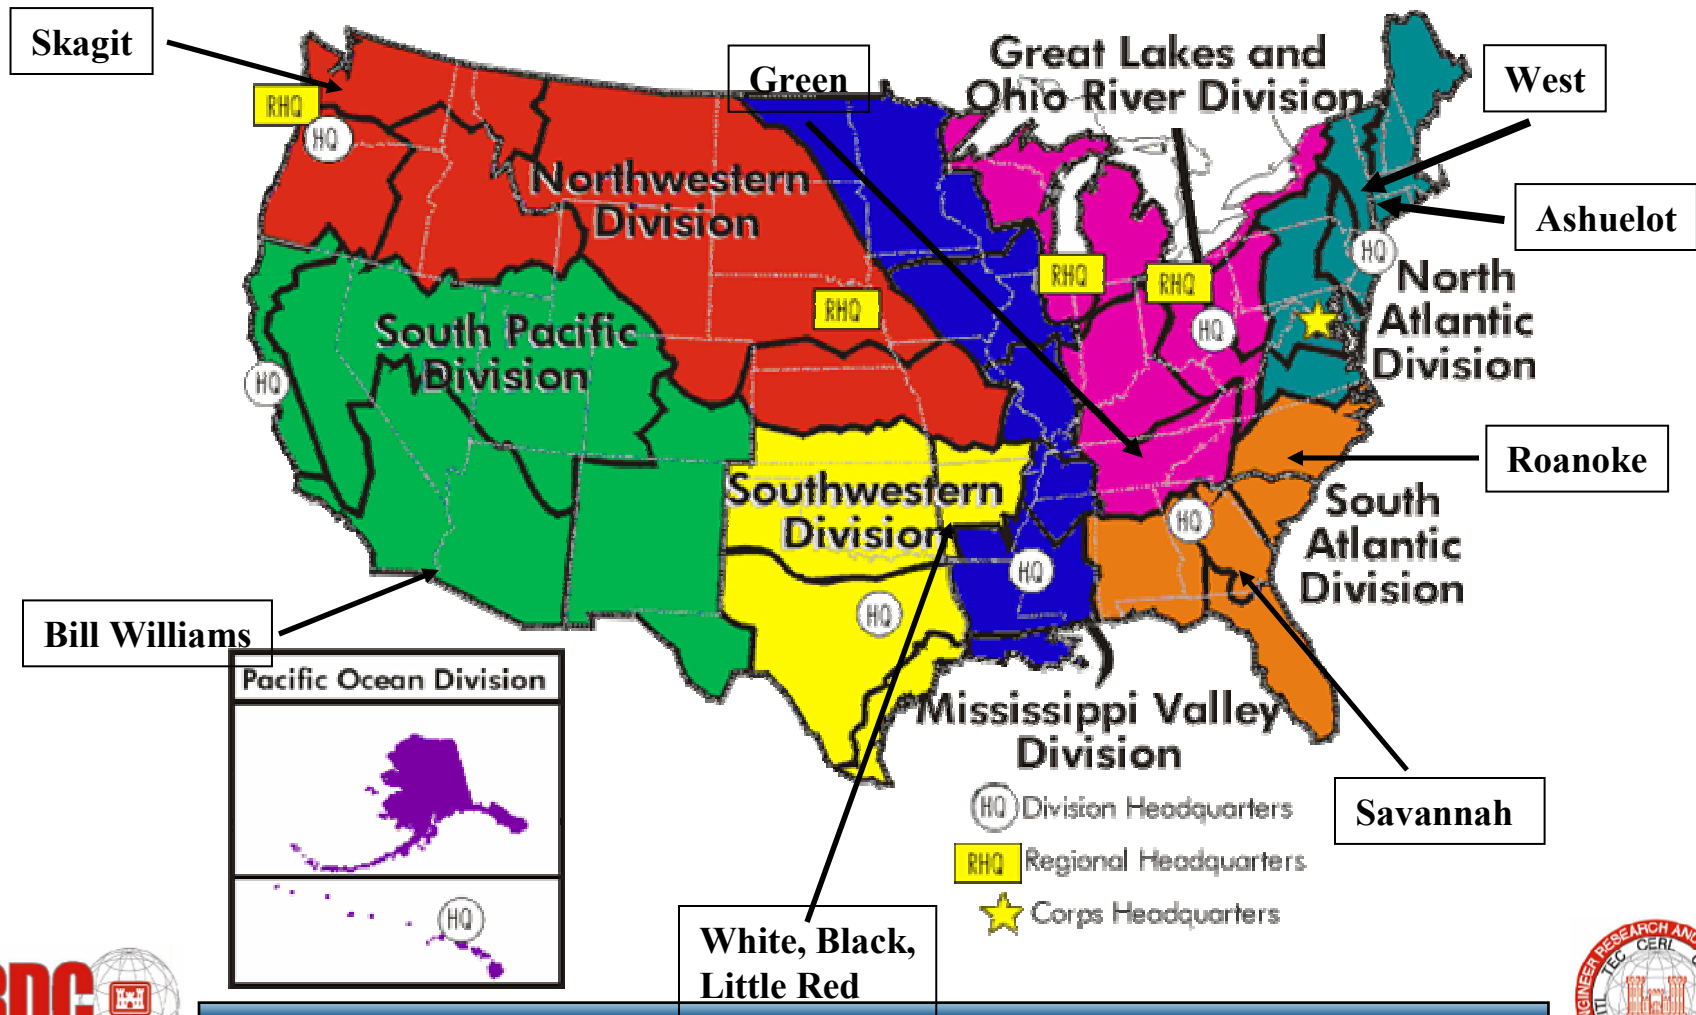 Skagit
Green
Great Lakes and
Ohio River Division
West
RHQ
HQ
Northwestern
Division
Ashuelot
HQ
RHQ
RHQ
RHQ
HQ
North
Atlantic
Division
South Pacific
Division
HQ
Roanoke
Southwestern
Division
HQ
South
Atlantic
Division
HQ
HQ
Bill Williams
Pacific Ocean Division
Mississippi Valley
Division
HQ Division Headquarters
Savannah
RHQ Regional Headquarters
Corps Headquarters
HQ
White, Black,
Little Red
CERL
TEC
ITL